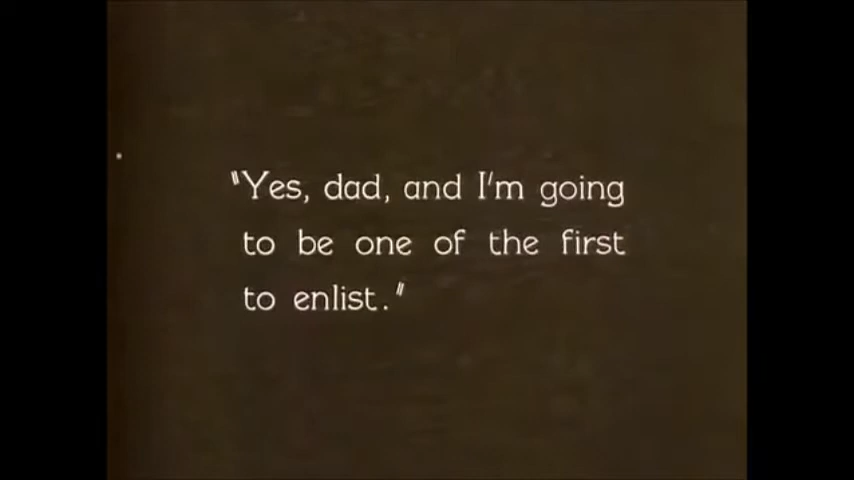 "Yes, dad, and I'm going
to be one of the first
to enlist."